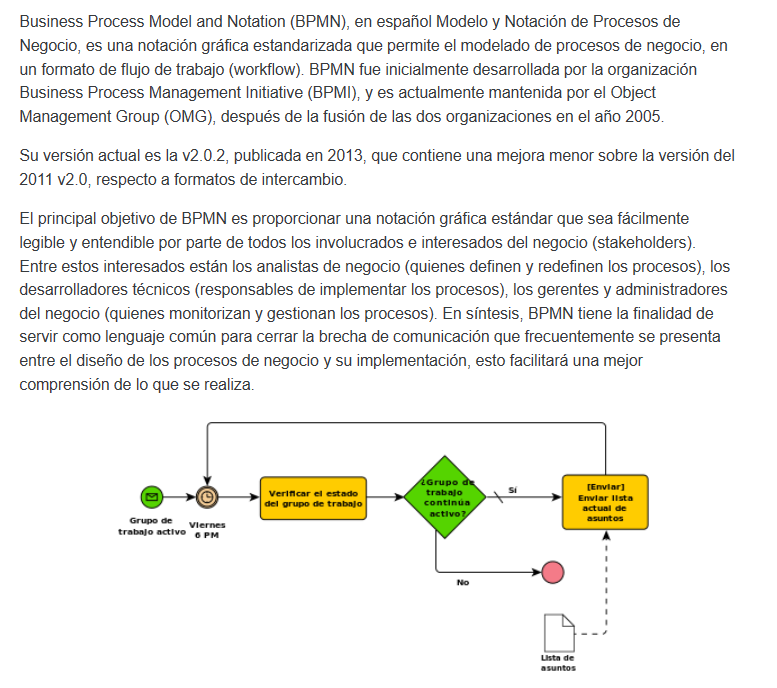 Business Process Model and Notation (BPMN), en español Modelo y Notación de Procesos de
Negocio, es una notación gráfica estandarizada que permite el modelado de procesos de negocio, en
un formato de flujo de trabajo (workflow). BPMN fue inicialmente desarrollada por la organización
Business Process Management Initiative (BPMI), y es actualmente mantenida por el Object
Management Group (OMG), después de la fusión de las dos organizaciones en el año 2005.
Su versión actual es la v2.0.2, publicada en 2013, que contiene una mejora menor sobre la versión del
2011 v2.0, respecto a formatos de intercambio.
El principal objetivo de BPMN es proporcionar una notación gráfica estándar que sea fácilmente
legible y entendible por parte de todos los involucrados e interesados del negocio (stakeholders).
Entre estos interesados están los analistas de negocio (quienes definen y redefinen los procesos), los
desarrolladores técnicos (responsables de implementar los procesos), los gerentes y administradores
del negocio (quienes monitorizan y gestionan los procesos). En síntesis, BPMN tiene la finalidad de
servir como lenguaje común para cerrar la brecha de comunicación que frecuentemente se presenta
entre el diseño de los procesos de negocio y su implementación, esto facilitará una mejor
comprensión de lo que se realiza.
Grupo de
trabajo activo
Viernes
6 PM
Verificar el estado
del grupo de trabajo
¿Grupo de
trabajo
continúa
activo?
Sí
No
[Enviar]
Enviar lista
actual de
asuntos
Lista de
asuntos